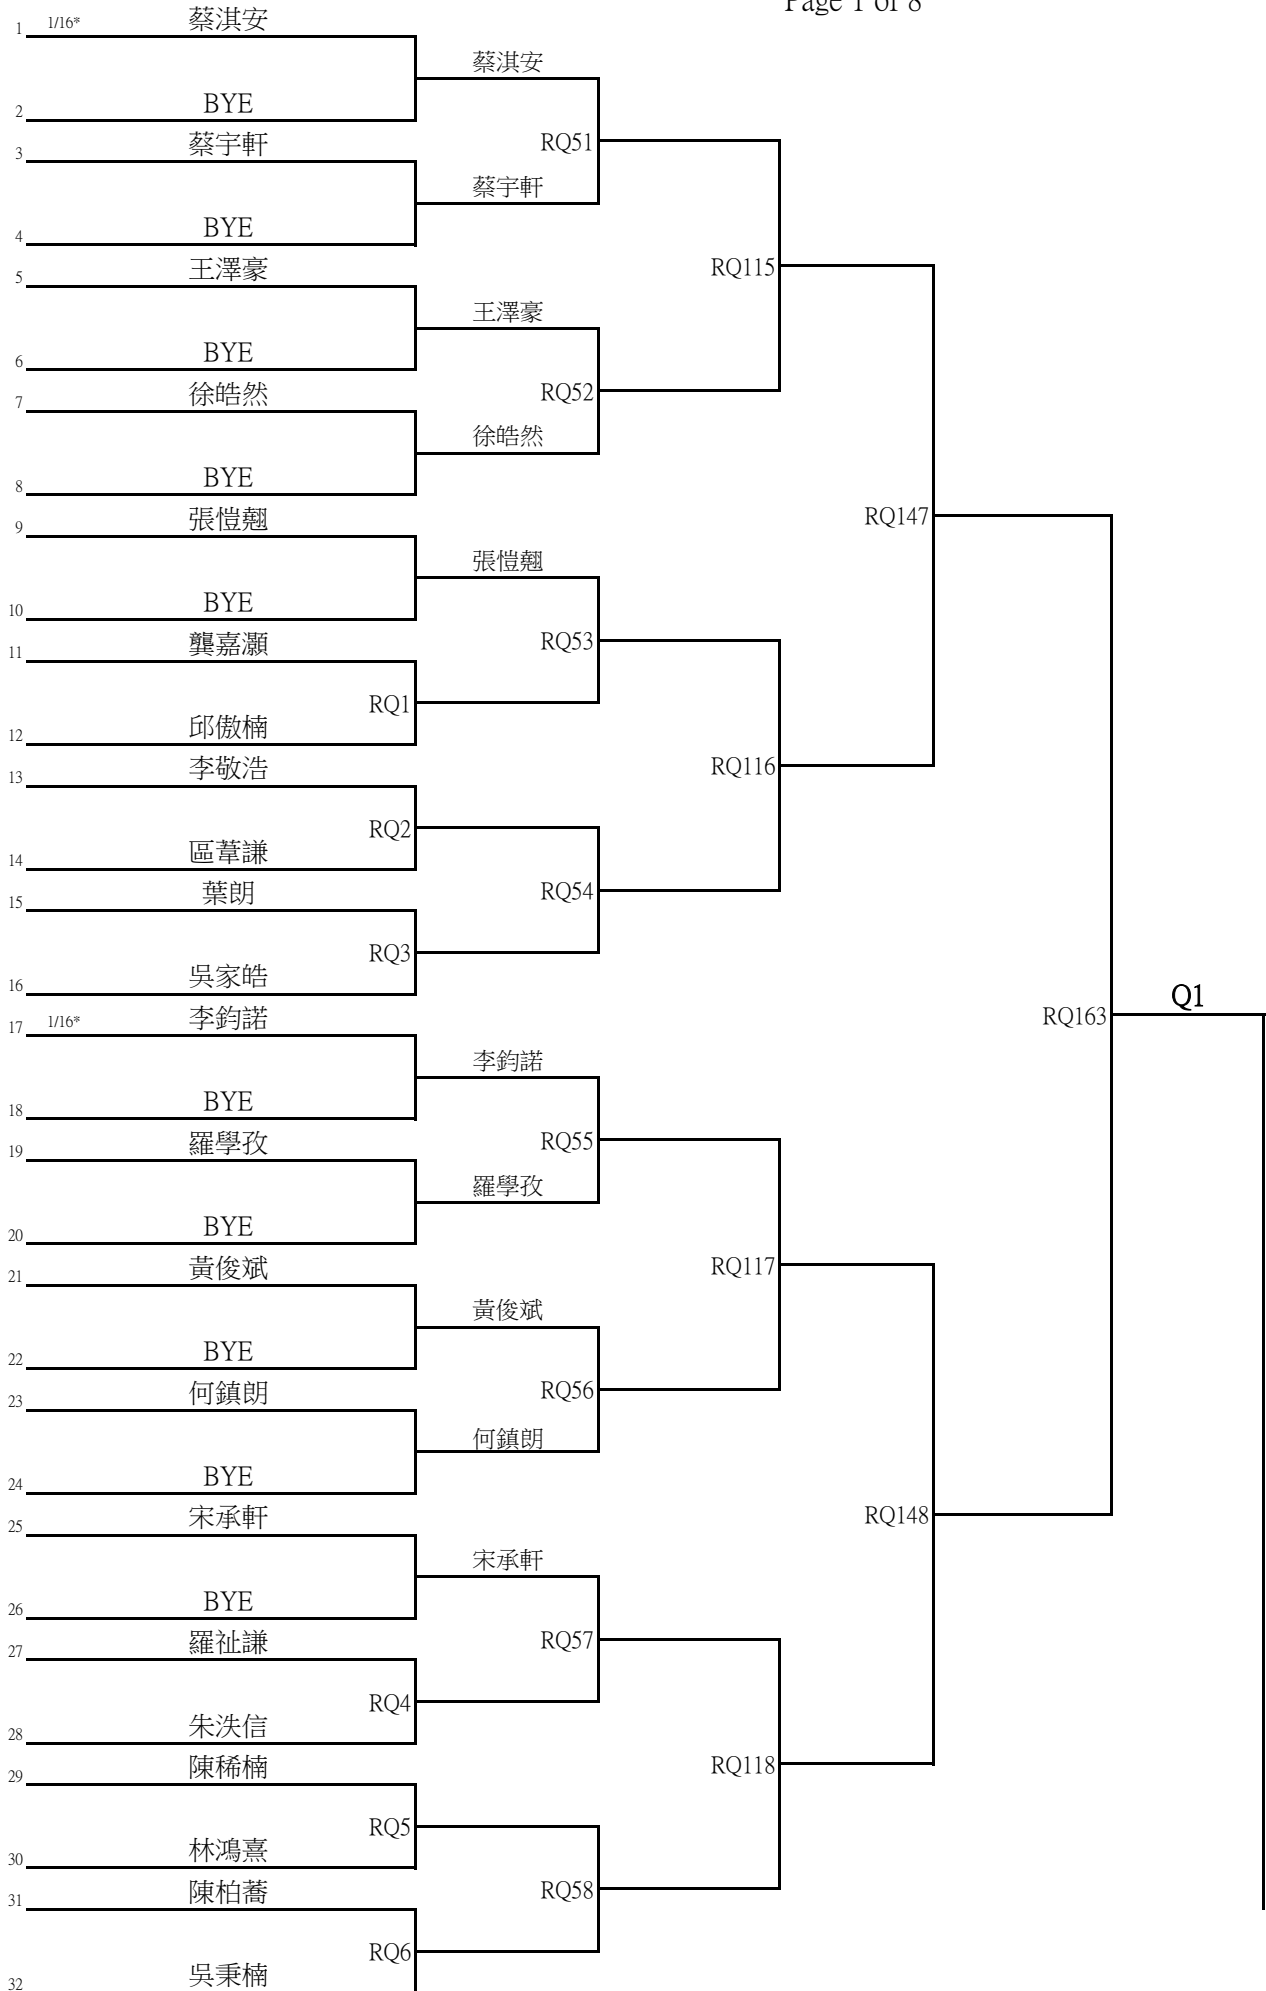 Page 1 of 8
1 1/16* 蔡淇安
蔡淇安
2 BYE
3 蔡宇軒
RQ51
蔡宇軒
4 BYE
5 王澤豪
RQ115
王澤豪
6 BYE
7 徐皓然
RQ52
徐皓然
8 BYE
9 張愷翹
RQ147
張愷翹
10 BYE
11 龔嘉灝
RQ53
RQ1
12 邱傲楠
13 李敬浩
RQ116
RQ2
14 區葦謙
15 葉朗
RQ54
RQ3
16 吳家皓
Q1
17 1/16* 李鈞諾
RQ163
李鈞諾
18 BYE
19 羅學孜
RQ55
羅學孜
20 BYE
21 黃俊斌
RQ117
黃俊斌
22 BYE
23 何鎮朗
RQ56
何鎮朗
24 BYE
25 宋承軒
RQ148
宋承軒
26 BYE
27 羅祉謙
RQ57
RQ4
28 朱泆信
29 陳稀楠
RQ118
RQ5
30 林鴻熹
31 陳柏蕎
RQ58
RQ6
32 吳秉楠